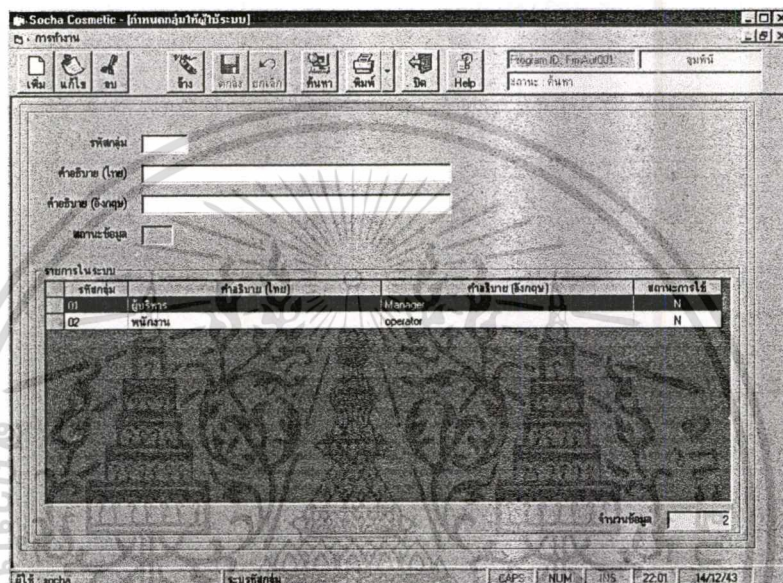 Socha Cosmetic - [กำหนดกลุ่มให้ผู้ใช้ระบบ]
การทำงาน
เพิ่ม แก้ไข ลบ ล้าง ตกลง ยกเลิก ค้นหา พิมพ์ ปิด Help
Program ID: FrmAut001 ชุมพินี
สถานะ : ค้นหา
รหัสกลุ่ม
คำอธิบาย (ไทย)
คำอธิบาย (อังกฤษ)
สถานะข้อมูล
รายการในระบบ
รหัสกลุ่ม คำอธิบาย (ไทย) คำอธิบาย (อังกฤษ) สถานะการใช้
01 ผู้บริหาร Manager N
02 พนักงาน operator N
จำนวนข้อมูล 2
ผู้ใช้ : socha ระบุรหัสกลุ่ม CAPS NUM INS 22:01 14/12/43